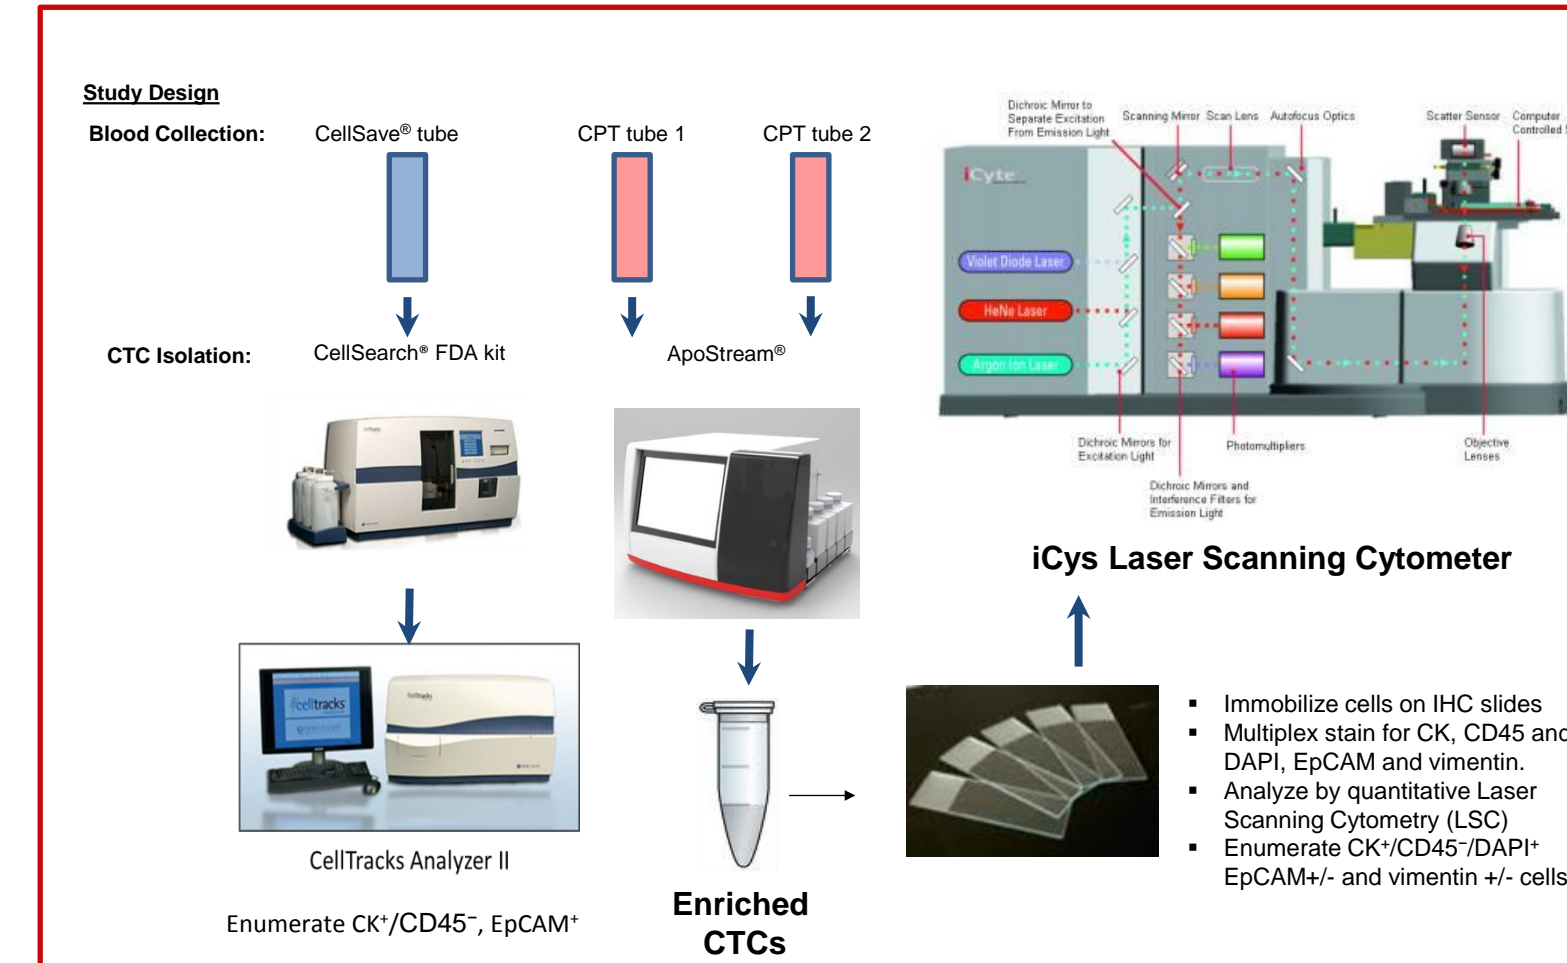 Study Design
Blood Collection:
CellSave® tube
CPT tube 1
CPT tube 2
CTC Isolation:
CellSearch® FDA kit
ApoStream®
celltracks
CellTracks Analyzer II
Enumerate CK⁺/CD45⁻, EpCAM⁺
Enriched
CTCs
Dichroic Mirror to
Separate Excitation
From Emission Light
Scanning Mirror
Scan Lens
Autofocus Optics
Scatter Sensor
Computer
Controlled
iCyte
Violet Diode Laser
HeNe Laser
Argon Ion Laser
Dichroic Mirrors for
Excitation Light
Photomultipliers
Objective
Lenses
Dichroic Mirrors and
Interference Filters for
Emission Light
iCys Laser Scanning Cytometer
▪ Immobilize cells on IHC slides
▪ Multiplex stain for CK, CD45 and
DAPI, EpCAM and vimentin.
▪ Analyze by quantitative Laser
Scanning Cytometry (LSC)
▪ Enumerate CK⁺/CD45⁻/DAPI⁺
EpCAM+/- and vimentin +/- cells